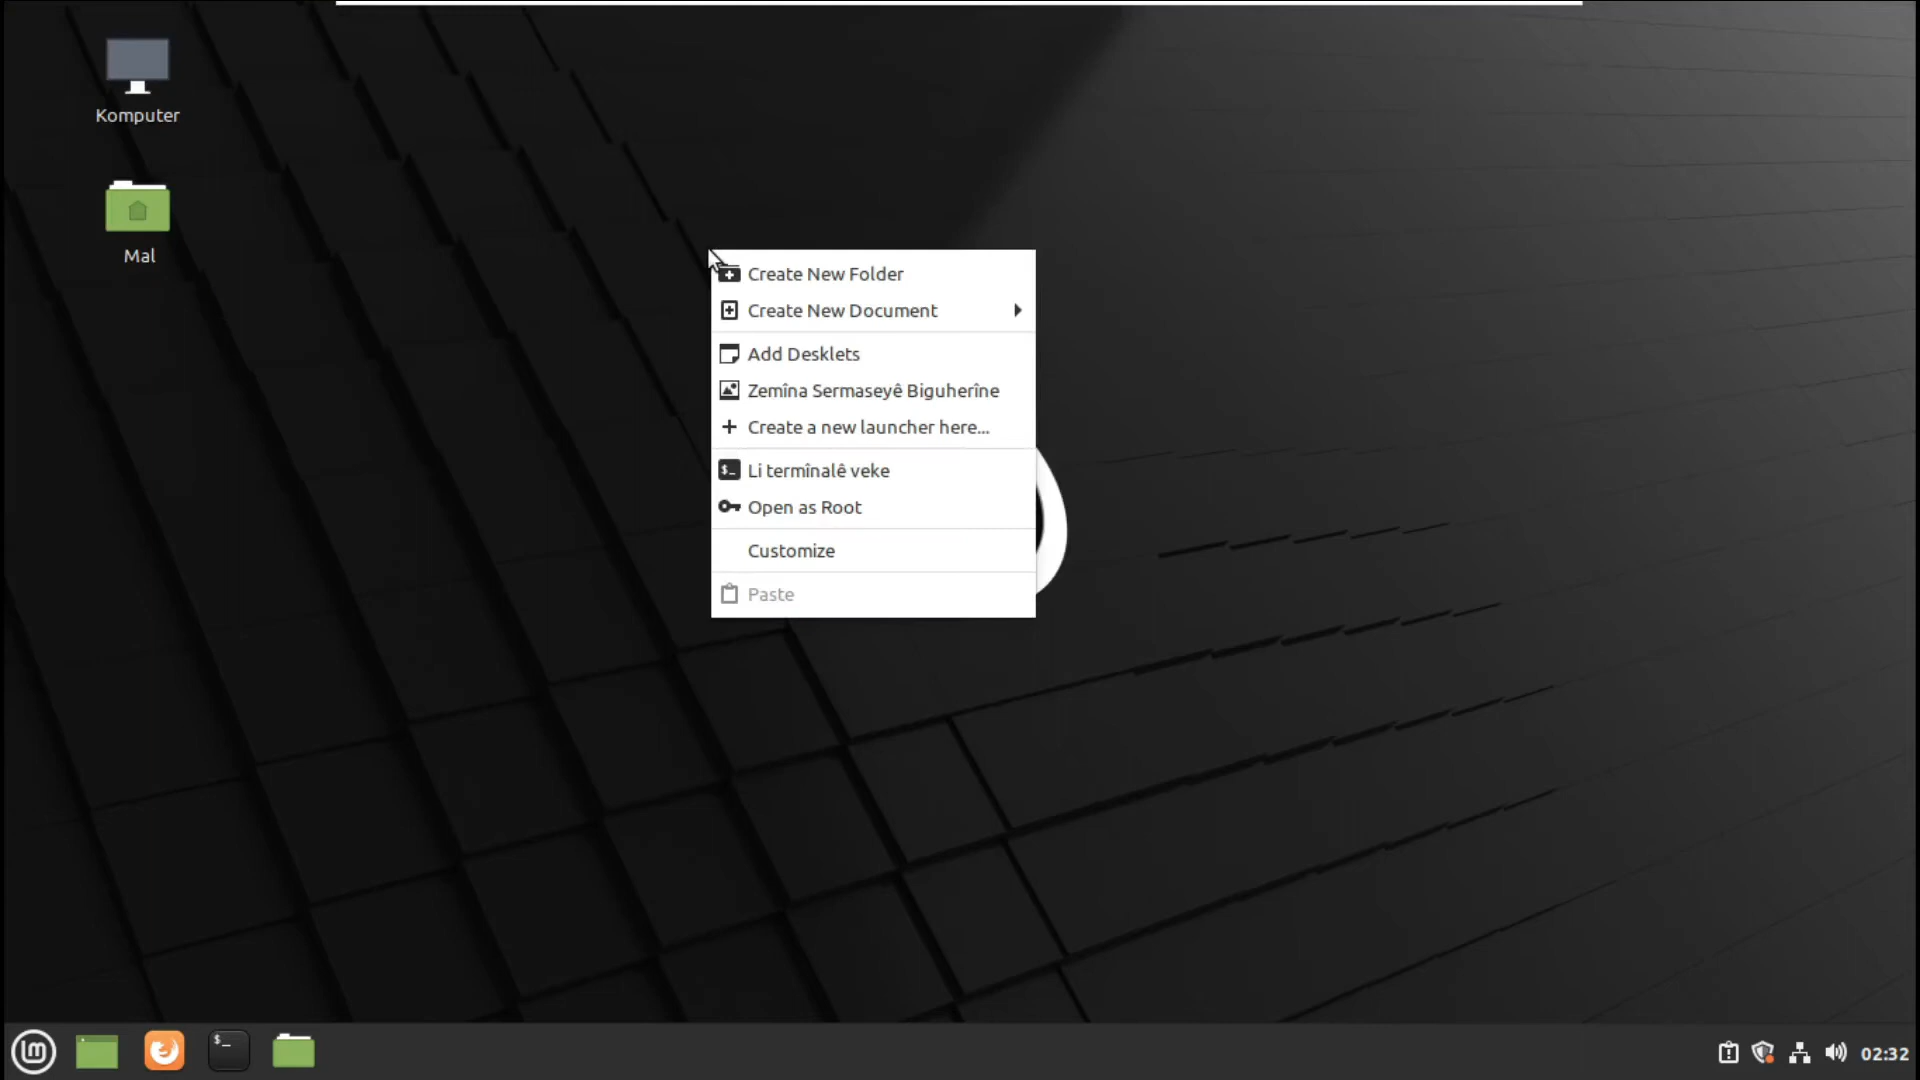 Komputer
Mal
Create New Folder
Create New Document
Add Desklets
Zemîna Sermaseyê Biguherîne
Create a new launcher here...
Li termînalê veke
Open as Root
Customize
Paste
$_
02:32